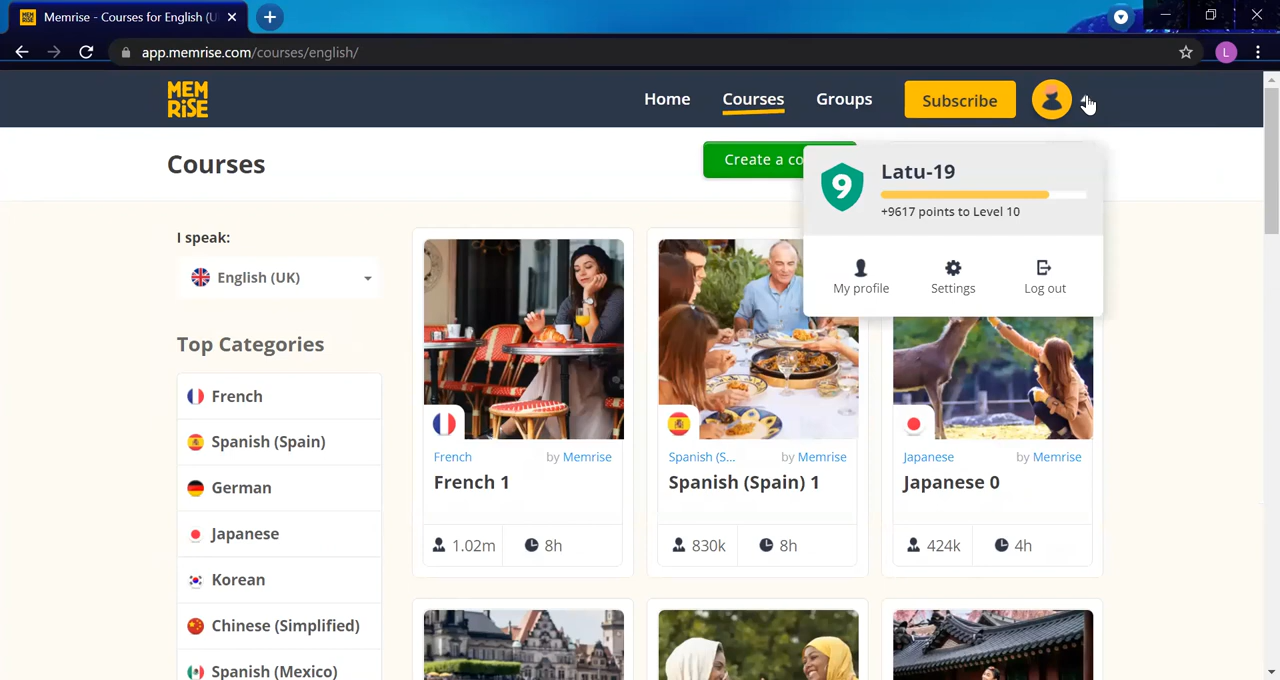 Memrise - Courses for English (U
app.memrise.com/courses/english/
L
MEM
RiSE
Home
Courses
Groups
Subscribe
Courses
Create a co
9
Latu-19
+9617 points to Level 10
My profile
Settings
Log out
I speak:
English (UK)
Top Categories
French
Spanish (Spain)
German
Japanese
Korean
Chinese (Simplified)
Spanish (Mexico)
French
by Memrise
French 1
1.02m
8h
Spanish (S...
by Memrise
Spanish (Spain) 1
830k
8h
Japanese
by Memrise
Japanese 0
424k
4h